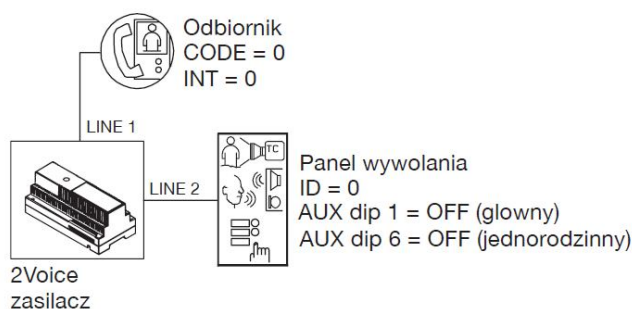 Odbiornik
CODE = 0
INT = 0
LINE 1
TC
LINE 2
Panel wywolania
ID = 0
AUX dip 1 = OFF (glowny)
AUX dip 6 = OFF (jednorodzinny)
2Voice
zasilacz